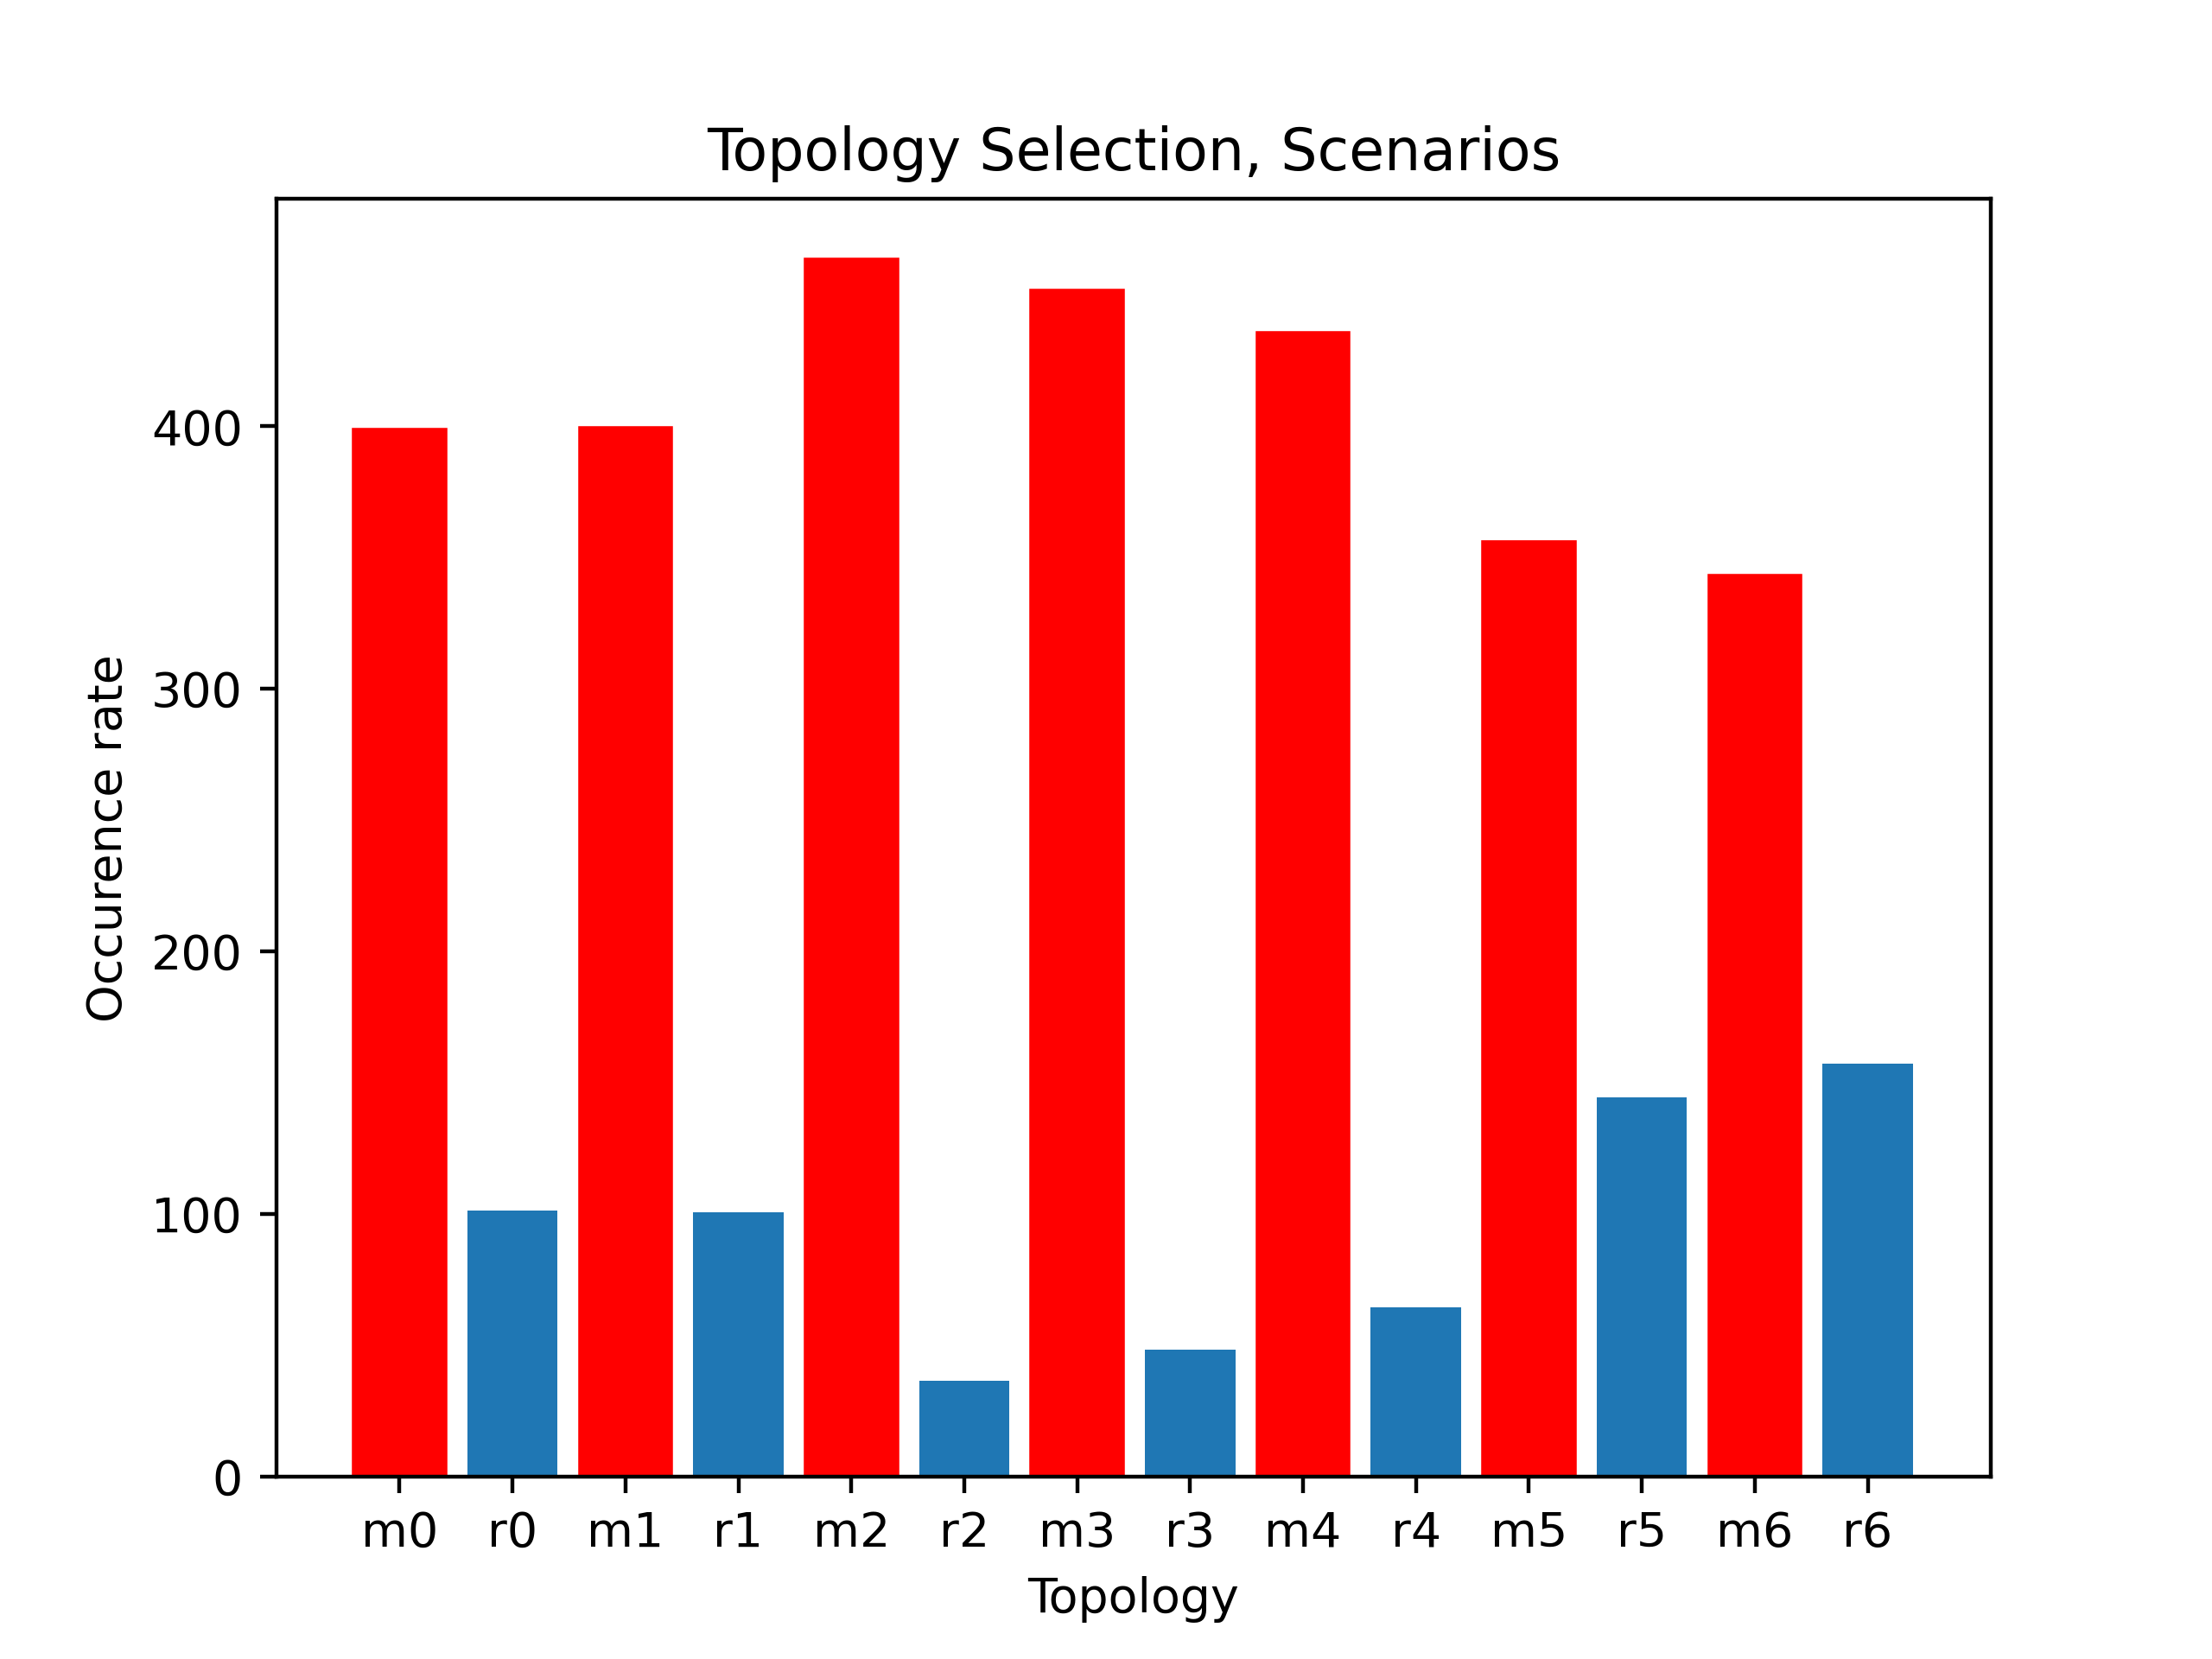 Topology Selection, Scenarios
Occurence rate
400
300
200
100
0
m0 r0 m1 r1 m2 r2 m3 r3 m4 r4 m5 r5 m6 r6
Topology